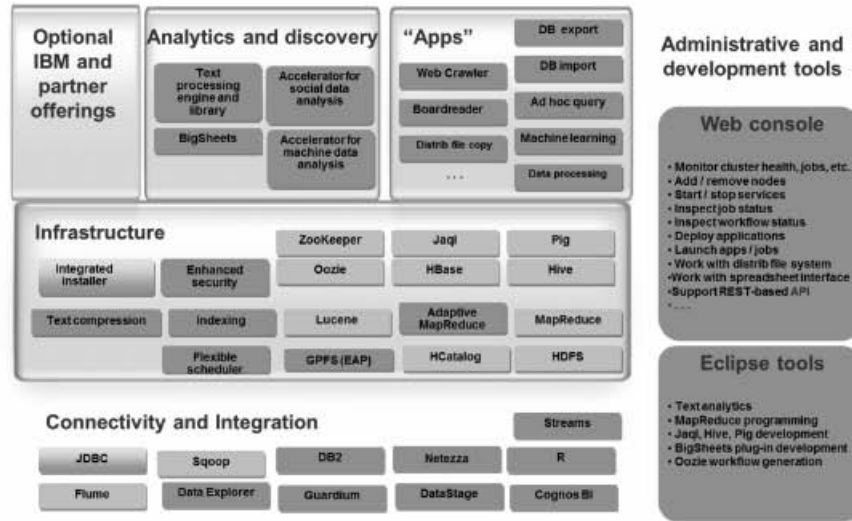 Optional
IBM and
partner
offerings
Analytics and discovery
Text
processing
engine and
library
Accelerator for
social data
analysis
BigSheets
Accelerator for
machine data
analysis
“Apps”
DB export
Web Crawler
DB import
Boardreader
Ad hoc query
Distrib file copy
Machine learning
. . .
Data processing
Infrastructure
ZooKeeper
Jaql
Pig
Integrated
installer
Enhanced
security
Oozie
HBase
Hive
Text compression
Indexing
Lucene
Adaptive
MapReduce
MapReduce
Flexible
scheduler
GPFS (EAP)
HCatalog
HDFS
Connectivity and Integration
Streams
JDBC
Sqoop
DB2
Netezza
R
Flume
Data Explorer
Guardium
DataStage
Cognos BI
Administrative and
development tools
Web console
• Monitor cluster health, jobs, etc.
• Add / remove nodes
• Start / stop services
• Inspect job status
• Inspect workflow status
• Deploy applications
• Launch apps / jobs
• Work with distrib file system
•Work with spreadsheet interface
•Support REST-based API
• . . .
Eclipse tools
• Text analytics
• MapReduce programming
• Jaql, Hive, Pig development
• BigSheets plug-in development
• Oozie workflow generation